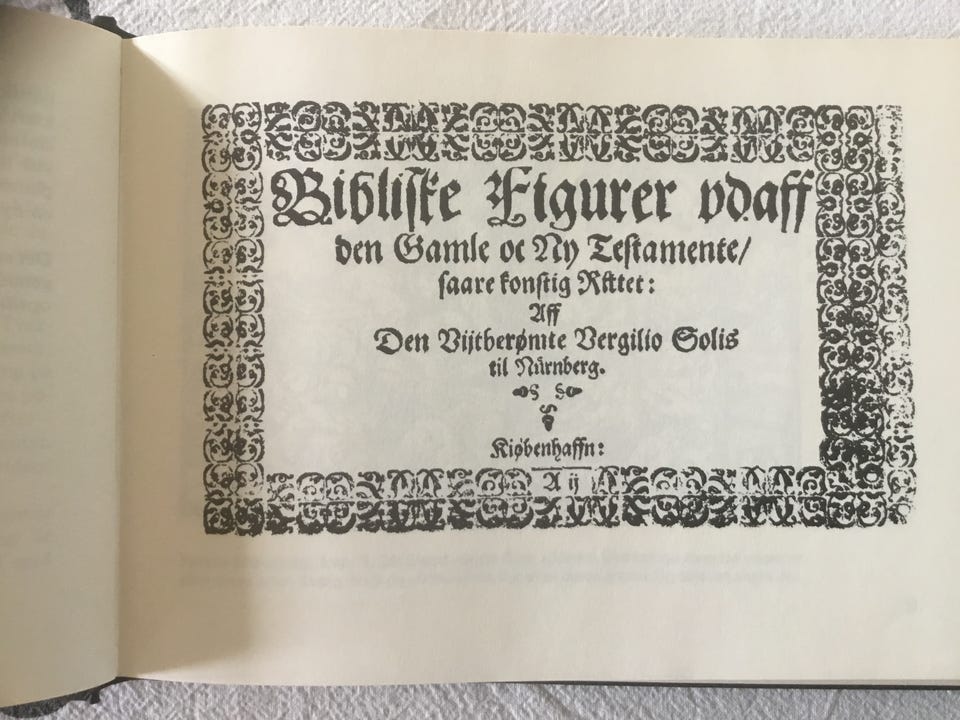 Bibliſke Figurer vdaff
den Gamle oc Ny Teſtamente/
ſaare konſtig Rittet:
Aff
Den Vijtberømte Vergilio Solis
til Nürnberg.
Kiøbenhaffn:
A ij